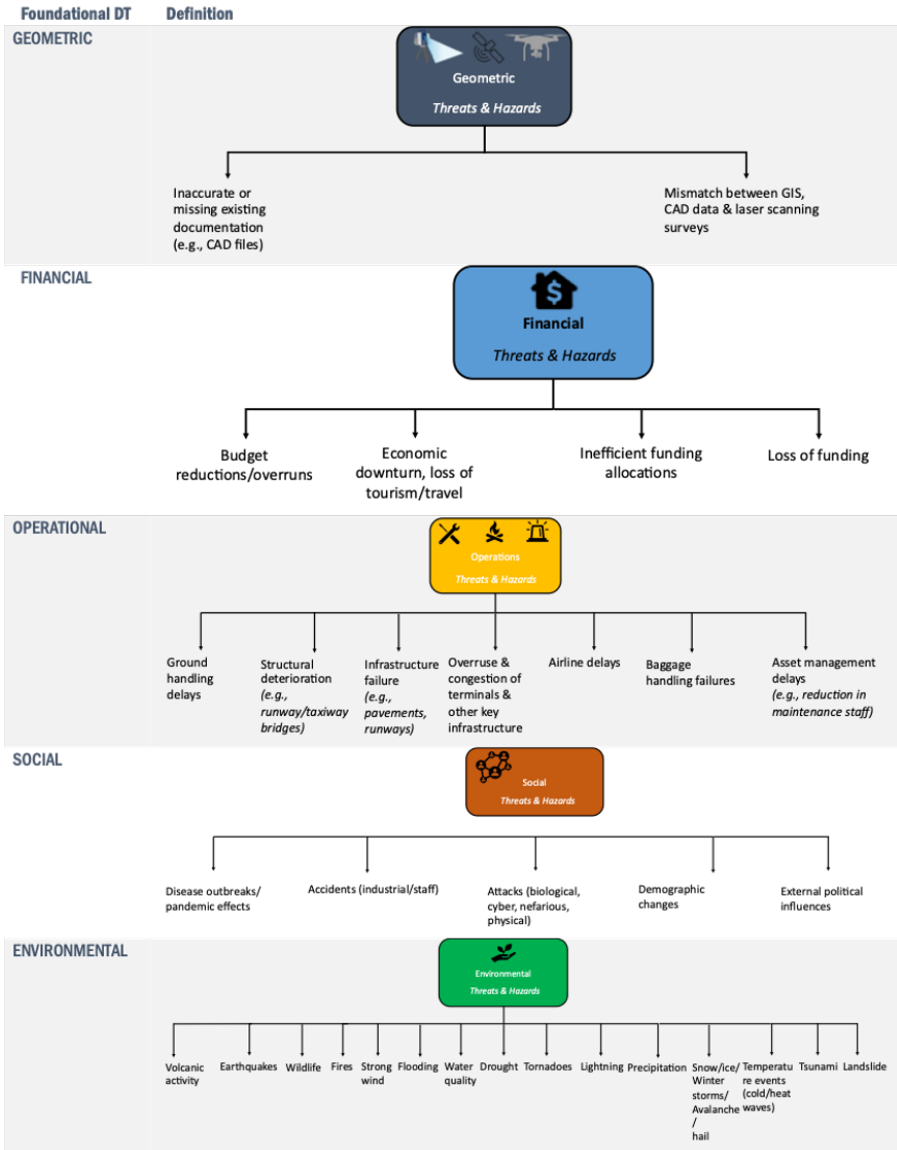 Foundational DT Definition
GEOMETRIC
Geometric
Threats & Hazards
Inaccurate or
missing existing
documentation
(e.g., CAD files)
Mismatch between GIS,
CAD data & laser scanning
surveys
FINANCIAL
$
Financial
Threats & Hazards
Budget
reductions/overruns
Economic
downturn, loss of
tourism/travel
Inefficient funding
allocations
Loss of funding
OPERATIONAL
Operations
Threats & Hazards
Ground
handling
delays
Structural
deterioration
(e.g.,
runway/taxiway
bridges)
Infrastructure
failure
(e.g.,
pavements,
runways)
Overruse &
congestion of
terminals &
other key
infrastructure
Airline delays
Baggage
handling failures
Asset management
delays
(e.g., reduction in
maintenance staff)
SOCIAL
Social
Threats & Hazards
Disease outbreaks/
pandemic effects
Accidents (industrial/staff)
Attacks (biological,
cyber, nefarious,
physical)
Demographic
changes
External political
influences
ENVIRONMENTAL
Environmental
Threats & Hazards
Volcanic
activity
Earthquakes
Wildlife
Fires
Strong
wind
Flooding
Water
quality
Drought
Tornadoes
Lightning
Precipitation
Snow/ice/
Winter
storms/
Avalanche
/
hail
Temperatu
re events
(cold/heat
waves)
Tsunami
Landslide